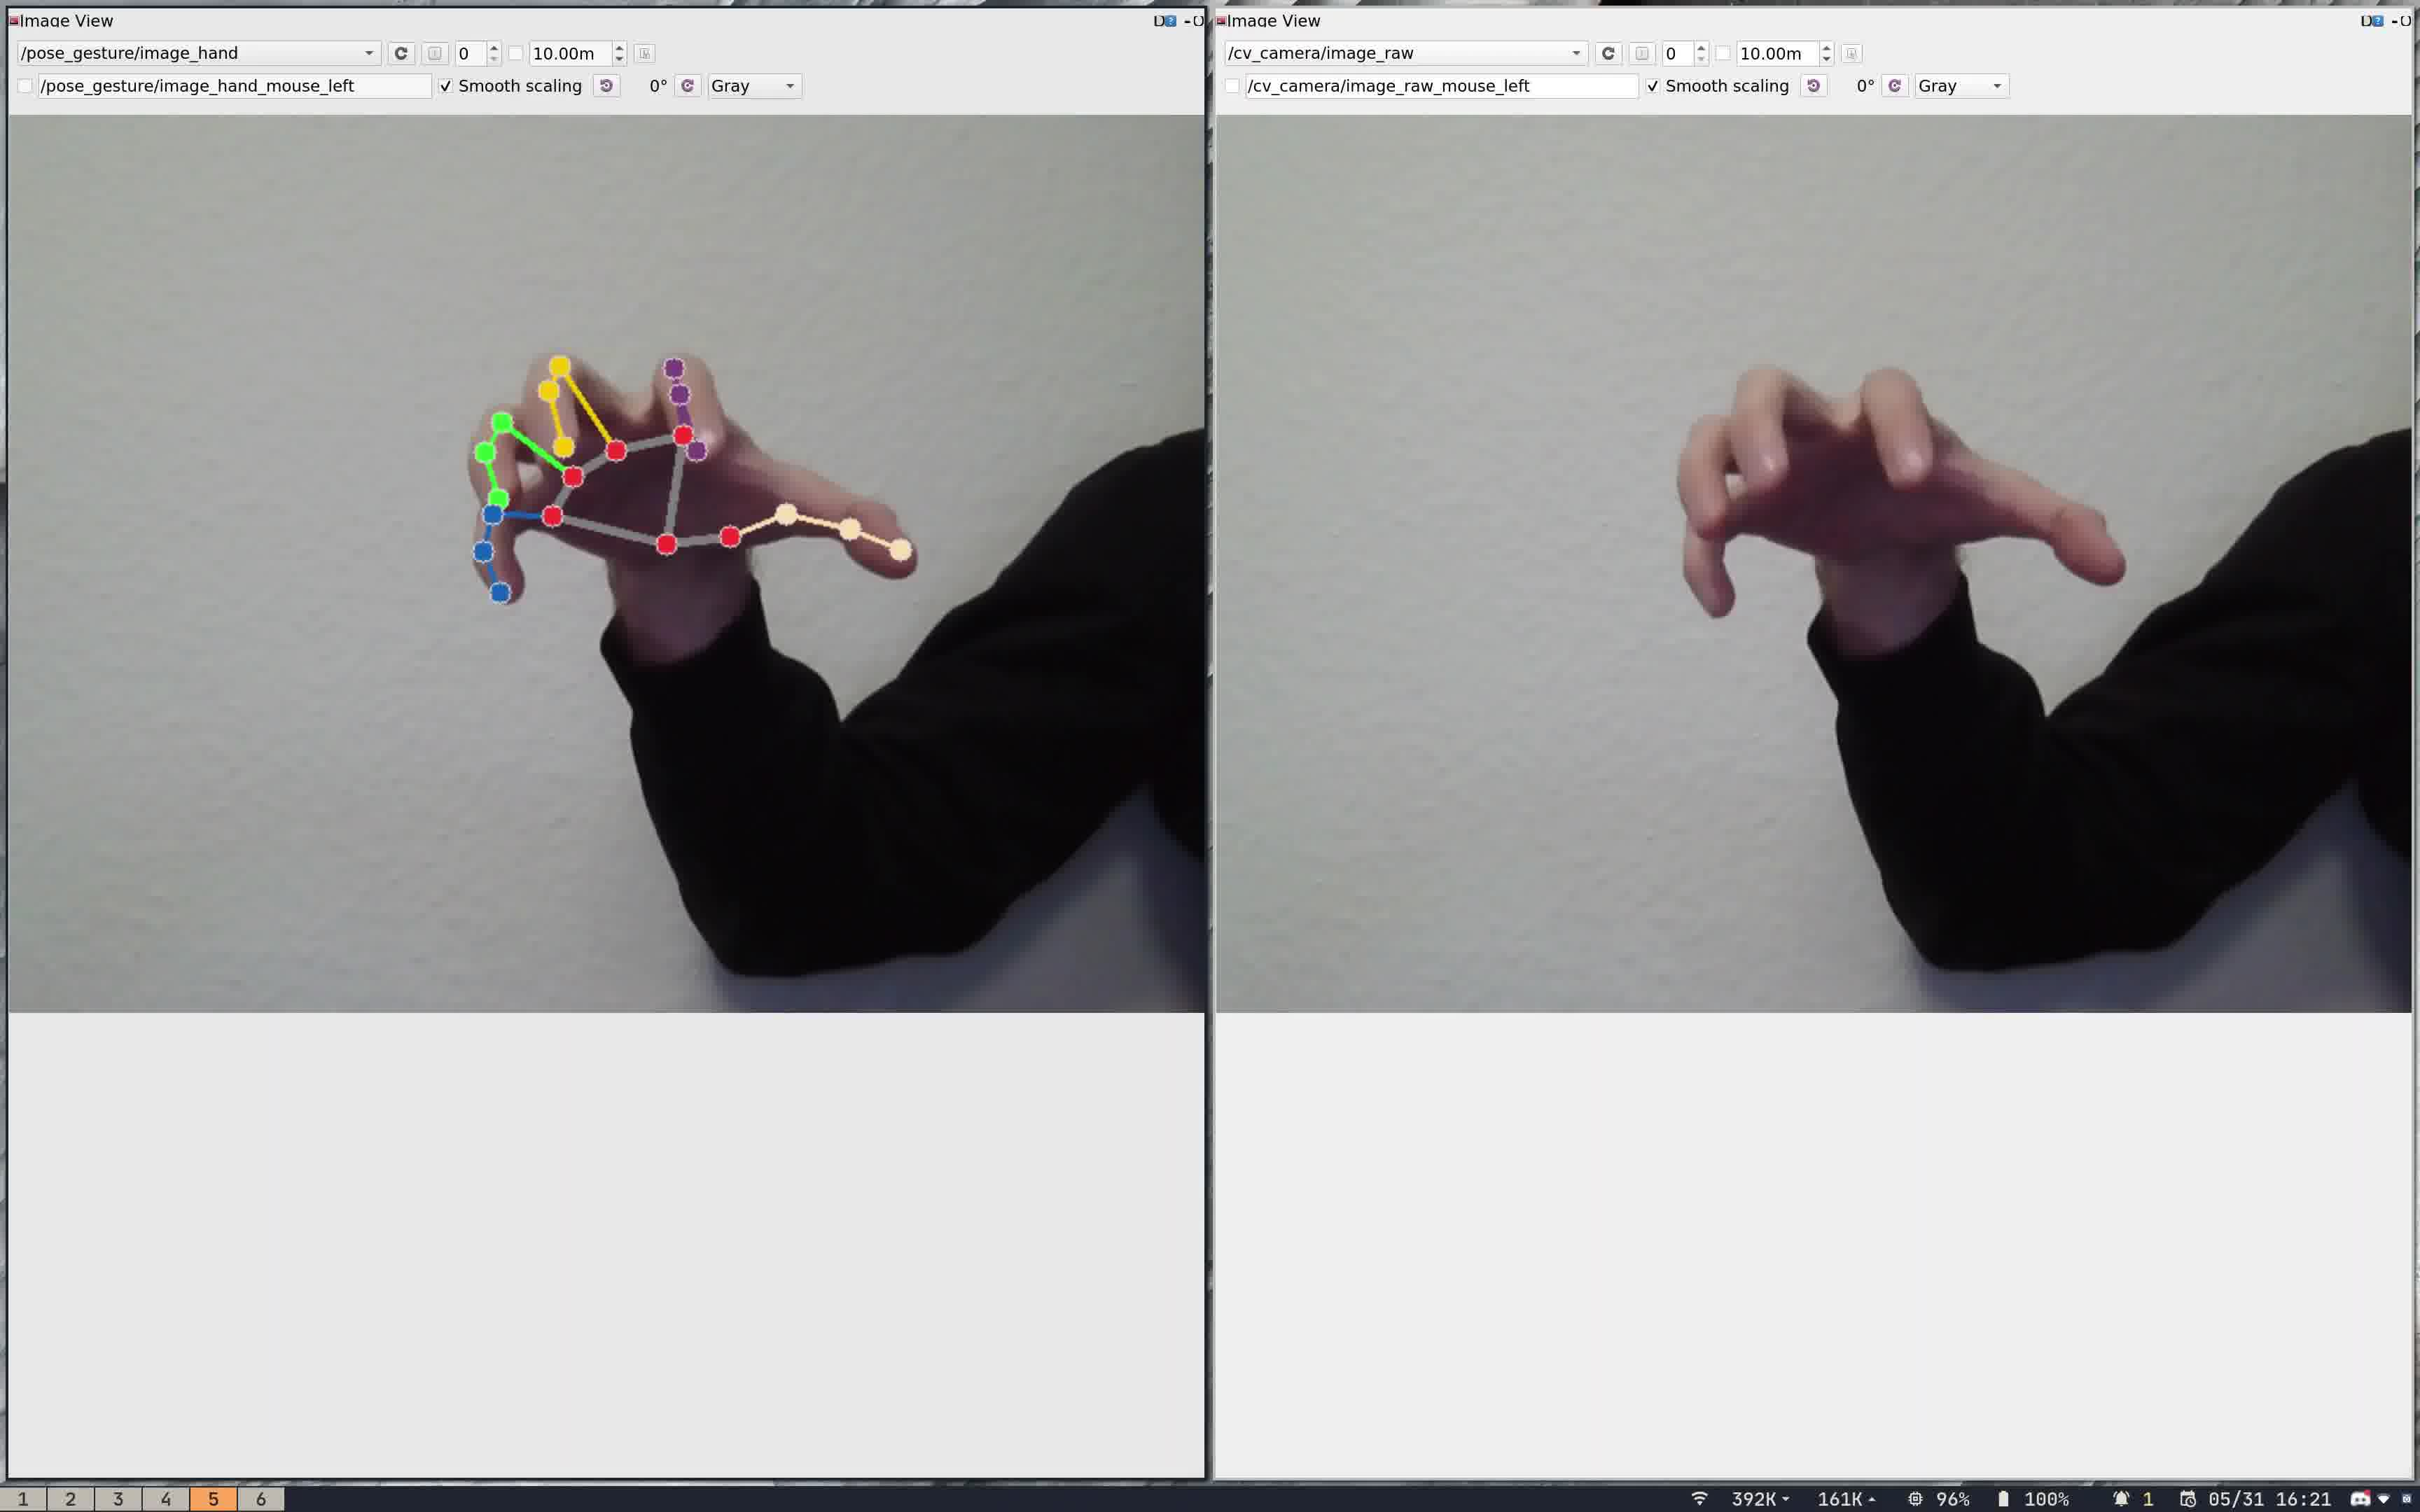 Image View
/pose_gesture/image_hand 0 10.00m
/pose_gesture/image_hand_mouse_left Smooth scaling 0° Gray
Image View
/cv_camera/image_raw 0 10.00m
/cv_camera/image_raw_mouse_left Smooth scaling 0° Gray
1 2 3 4 5 6
392K 161K 96% 100% 1 05/31 16:21